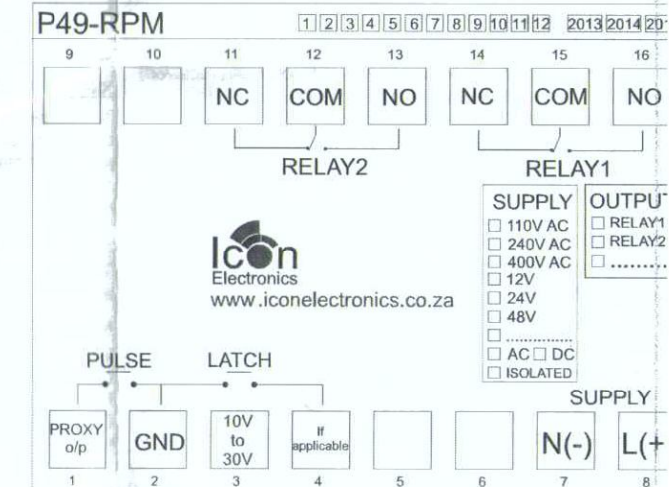 P49-RPM 1 2 3 4 5 6 7 8 9 10 11 12 2013 2014 201
9 10 11 12 13 14 15 16
NC COM NO NC COM NO
RELAY2 RELAY1
SUPPLY OUTPUT
110V AC RELAY1
240V AC RELAY2
400V AC ..........
12V
24V
48V
..............
AC DC
ISOLATED
Icon
Electronics
www.iconelectronics.co.za
PULSE LATCH
SUPPLY
PROXY o/p GND 10V to 30V If applicable N(-) L(+
1 2 3 4 5 6 7 8